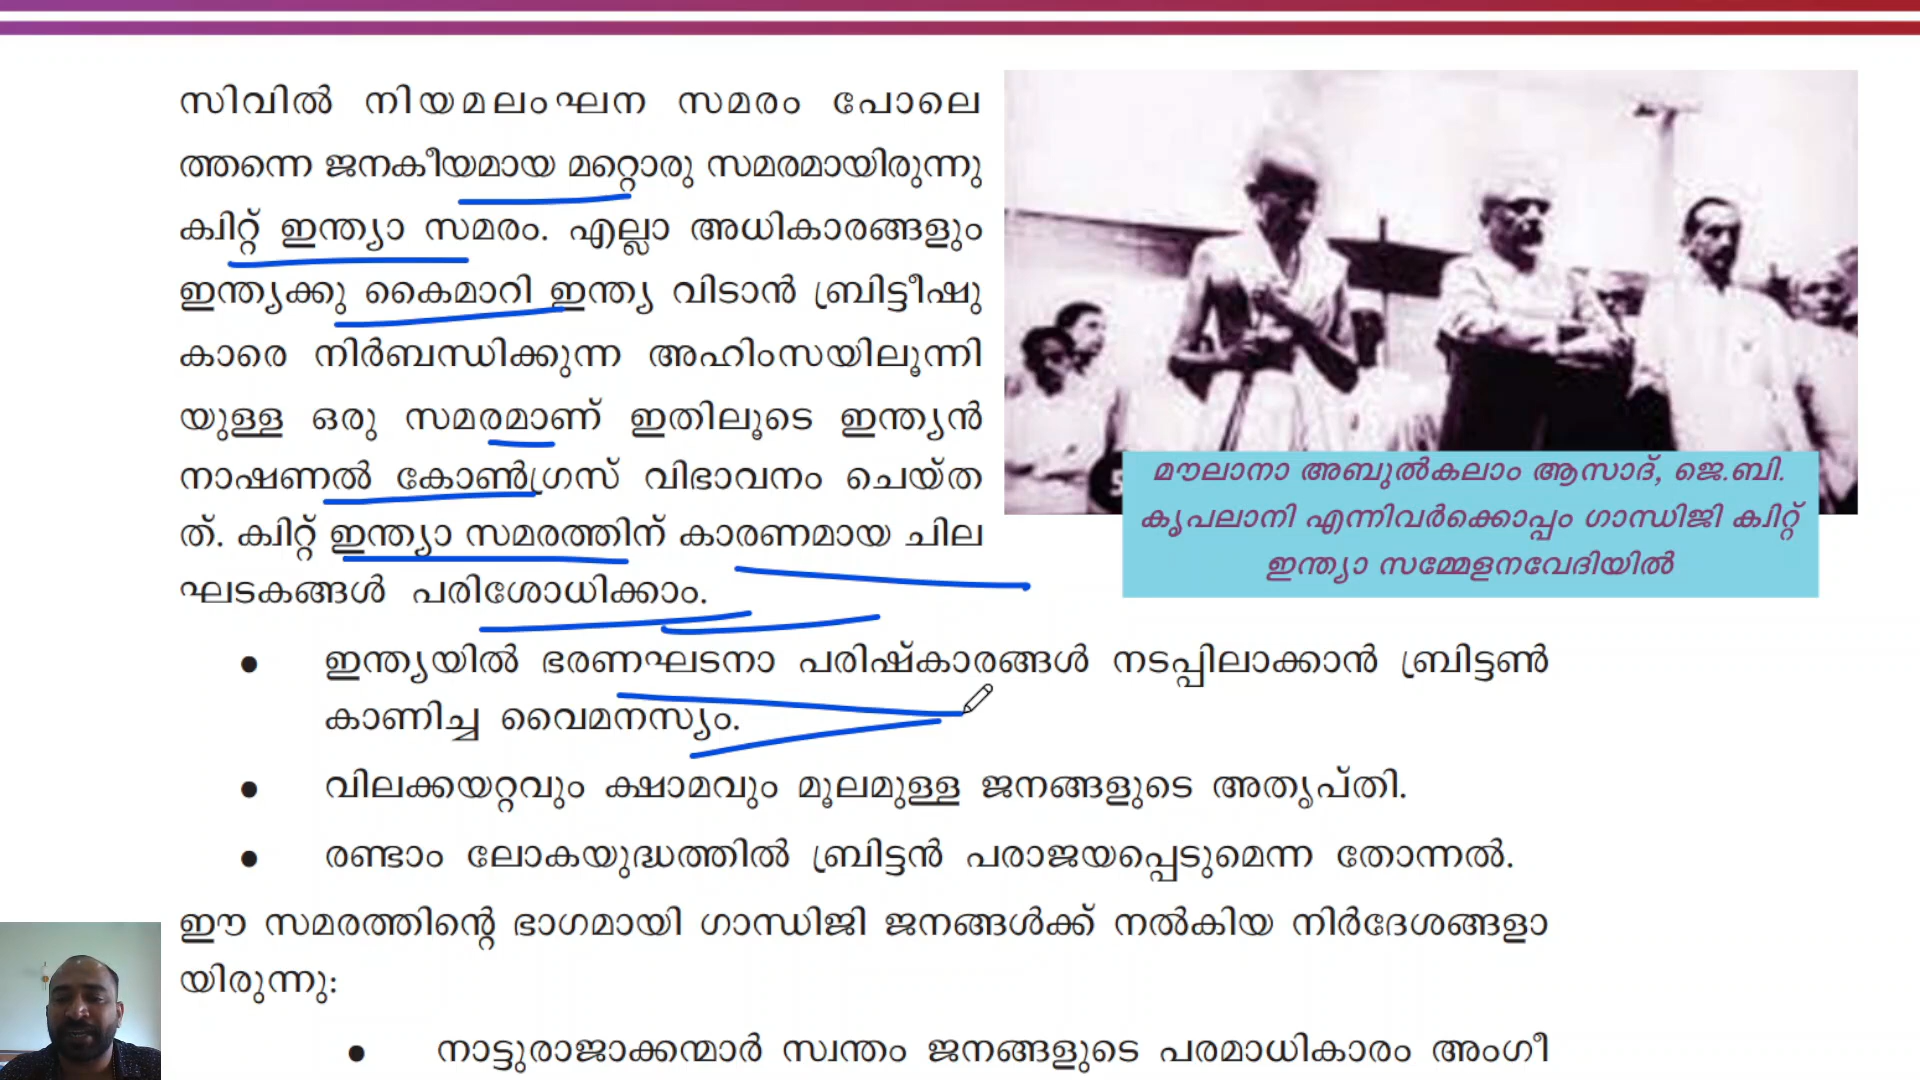 സിവിൽ നിയമലംഘന സമരം പോലെ
ത്തന്നെ ജനകീയമായ മറ്റൊരു സമരമായിരുന്നു
ക്വിറ്റ് ഇന്ത്യാ സമരം. എല്ലാ അധികാരങ്ങളും
ഇന്ത്യക്കു കൈമാറി ഇന്ത്യ വിടാൻ ബ്രിട്ടീഷു
കാരെ നിർബന്ധിക്കുന്ന അഹിംസയിലൂന്നി
യുള്ള ഒരു സമരമാണ് ഇതിലൂടെ ഇന്ത്യൻ
നാഷണൽ കോൺഗ്രസ് വിഭാവനം ചെയ്ത
ത്. ക്വിറ്റ് ഇന്ത്യാ സമരത്തിന് കാരണമായ ചില
ഘടകങ്ങൾ പരിശോധിക്കാം.
മൗലാനാ അബുൽകലാം ആസാദ്, ജെ.ബി.
കൃപലാനി എന്നിവർക്കൊപ്പം ഗാന്ധിജി ക്വിറ്റ്
ഇന്ത്യാ സമ്മേളനവേദിയിൽ
● ഇന്ത്യയിൽ ഭരണഘടനാ പരിഷ്കാരങ്ങൾ നടപ്പിലാക്കാൻ ബ്രിട്ടൺ
കാണിച്ച വൈമനസ്യം.
● വിലക്കയറ്റവും ക്ഷാമവും മൂലമുള്ള ജനങ്ങളുടെ അതൃപ്തി.
● രണ്ടാം ലോകയുദ്ധത്തിൽ ബ്രിട്ടൻ പരാജയപ്പെടുമെന്ന തോന്നൽ.
ഈ സമരത്തിന്റെ ഭാഗമായി ഗാന്ധിജി ജനങ്ങൾക്ക് നൽകിയ നിർദേശങ്ങളാ
യിരുന്നു:
● നാട്ടുരാജാക്കന്മാർ സ്വന്തം ജനങ്ങളുടെ പരമാധികാരം അംഗീ